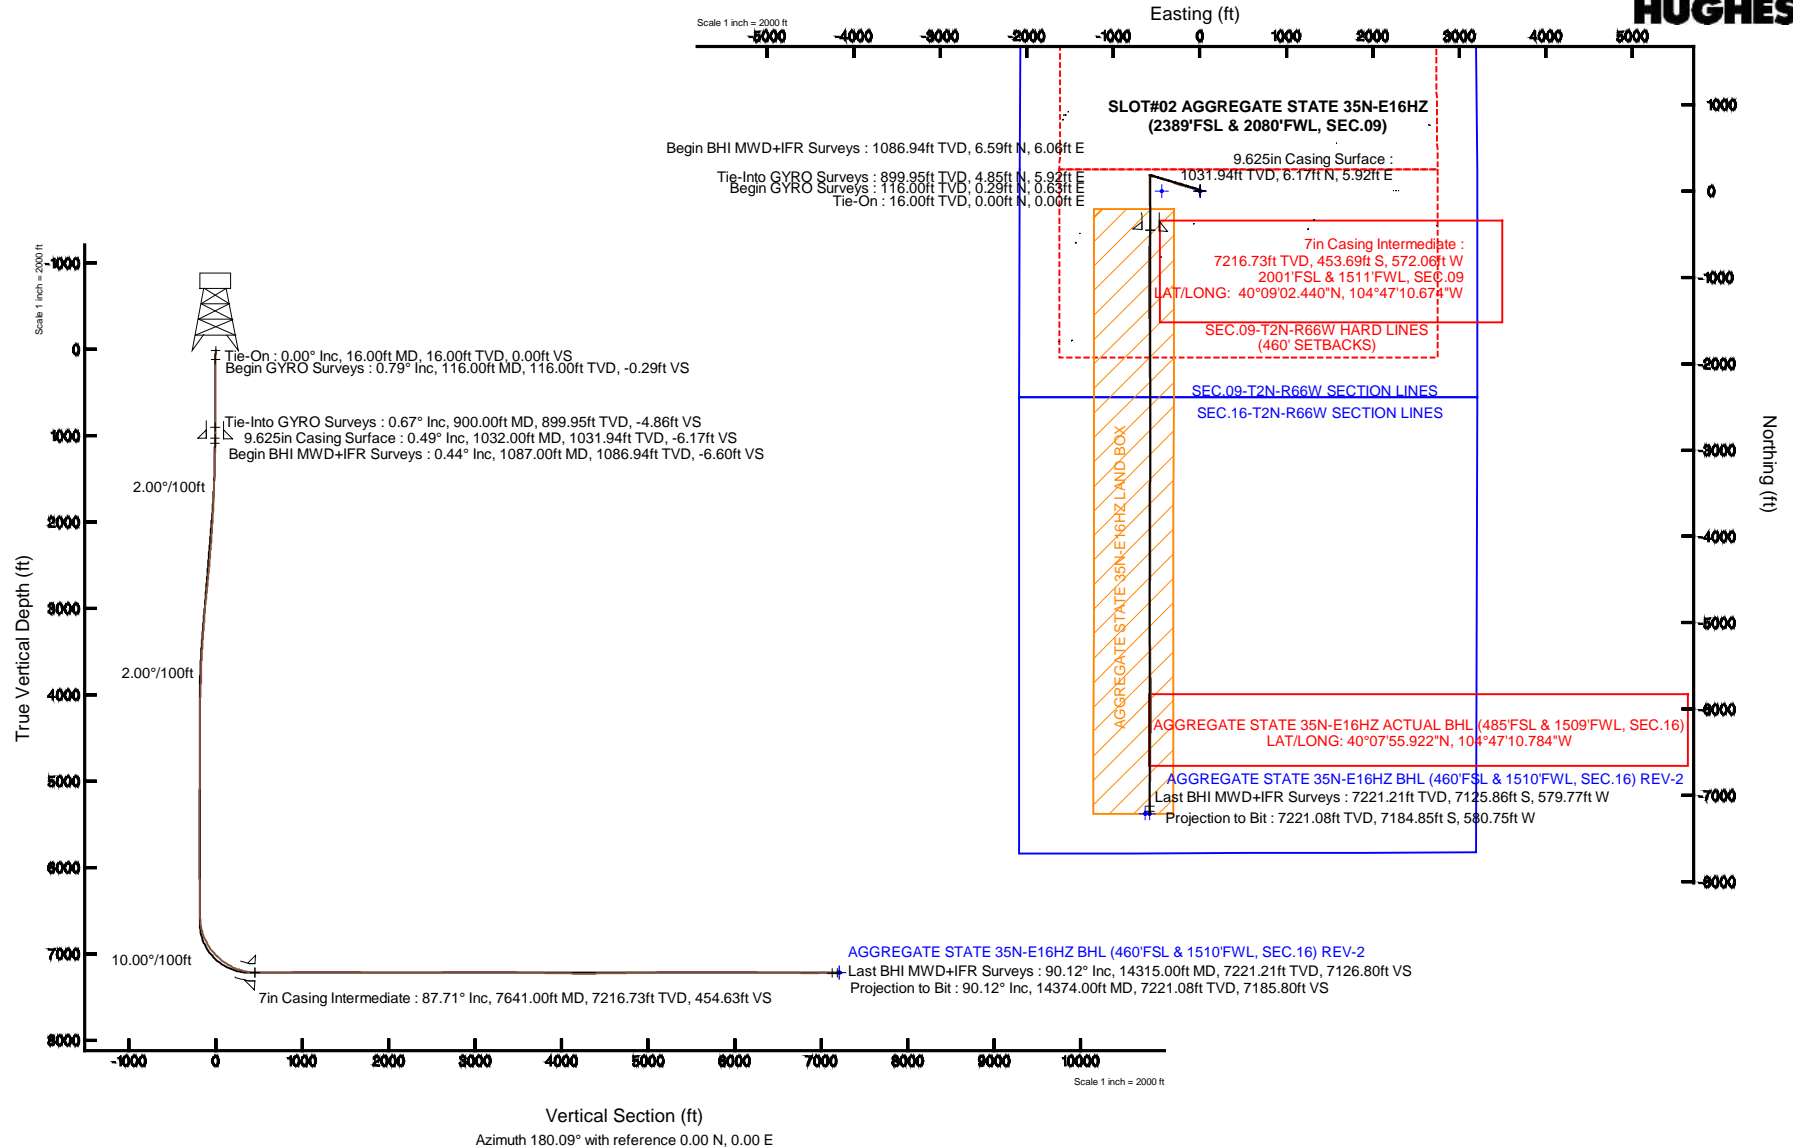 HUGHES
Scale 1 inch = 2000 ft
Easting (ft)
-5000 -4000 -3000 -2000 -1000 0 1000 2000 3000 4000 5000
SLOT#02 AGGREGATE STATE 35N-E16HZ
(2389'FSL & 2080'FWL, SEC.09)
Begin BHI MWD+IFR Surveys : 1086.94ft TVD, 6.59ft N, 6.06ft E
9.625in Casing Surface :
1031.94ft TVD, 6.17ft N, 5.92ft E
Tie-Into GYRO Surveys : 899.95ft TVD, 4.85ft N, 5.92ft E
Begin GYRO Surveys : 116.00ft TVD, 0.29ft N, 0.63ft E
Tie-On : 16.00ft TVD, 0.00ft N, 0.00ft E
7in Casing Intermediate :
7216.73ft TVD, 453.69ft S, 572.06ft W
2001'FSL & 1511'FWL, SEC.09
LAT/LONG: 40°09'02.440"N, 104°47'10.674"W
SEC.09-T2N-R66W HARD LINES
(460' SETBACKS)
SEC.09-T2N-R66W SECTION LINES
SEC.16-T2N-R66W SECTION LINES
AGGREGATE STATE 35N-E16HZ LAND BOX
AGGREGATE STATE 35N-E16HZ ACTUAL BHL (485'FSL & 1509'FWL, SEC.16)
LAT/LONG: 40°07'55.922"N, 104°47'10.784"W
AGGREGATE STATE 35N-E16HZ BHL (460'FSL & 1510'FWL, SEC.16) REV-2
Last BHI MWD+IFR Surveys : 7221.21ft TVD, 7125.86ft S, 579.77ft W
Projection to Bit : 7221.08ft TVD, 7184.85ft S, 580.75ft W
1000
0
-1000
-2000
-3000
-4000
-5000
-6000
-7000
-8000
Northing (ft)
Scale 1 inch = 2000 ft
True Vertical Depth (ft)
-1000
0
1000
2000
3000
4000
5000
6000
7000
8000
Tie-On : 0.00° Inc, 16.00ft MD, 16.00ft TVD, 0.00ft VS
Begin GYRO Surveys : 0.79° Inc, 116.00ft MD, 116.00ft TVD, -0.29ft VS
Tie-Into GYRO Surveys : 0.67° Inc, 900.00ft MD, 899.95ft TVD, -4.86ft VS
9.625in Casing Surface : 0.49° Inc, 1032.00ft MD, 1031.94ft TVD, -6.17ft VS
Begin BHI MWD+IFR Surveys : 0.44° Inc, 1087.00ft MD, 1086.94ft TVD, -6.60ft VS
2.00°/100ft
2.00°/100ft
10.00°/100ft
AGGREGATE STATE 35N-E16HZ BHL (460'FSL & 1510'FWL, SEC.16) REV-2
Last BHI MWD+IFR Surveys : 90.12° Inc, 14315.00ft MD, 7221.21ft TVD, 7126.80ft VS
Projection to Bit : 90.12° Inc, 14374.00ft MD, 7221.08ft TVD, 7185.80ft VS
7in Casing Intermediate : 87.71° Inc, 7641.00ft MD, 7216.73ft TVD, 454.63ft VS
-1000 0 1000 2000 3000 4000 5000 6000 7000 8000 9000 10000
Scale 1 inch = 2000 ft
Vertical Section (ft)
Azimuth 180.09° with reference 0.00 N, 0.00 E